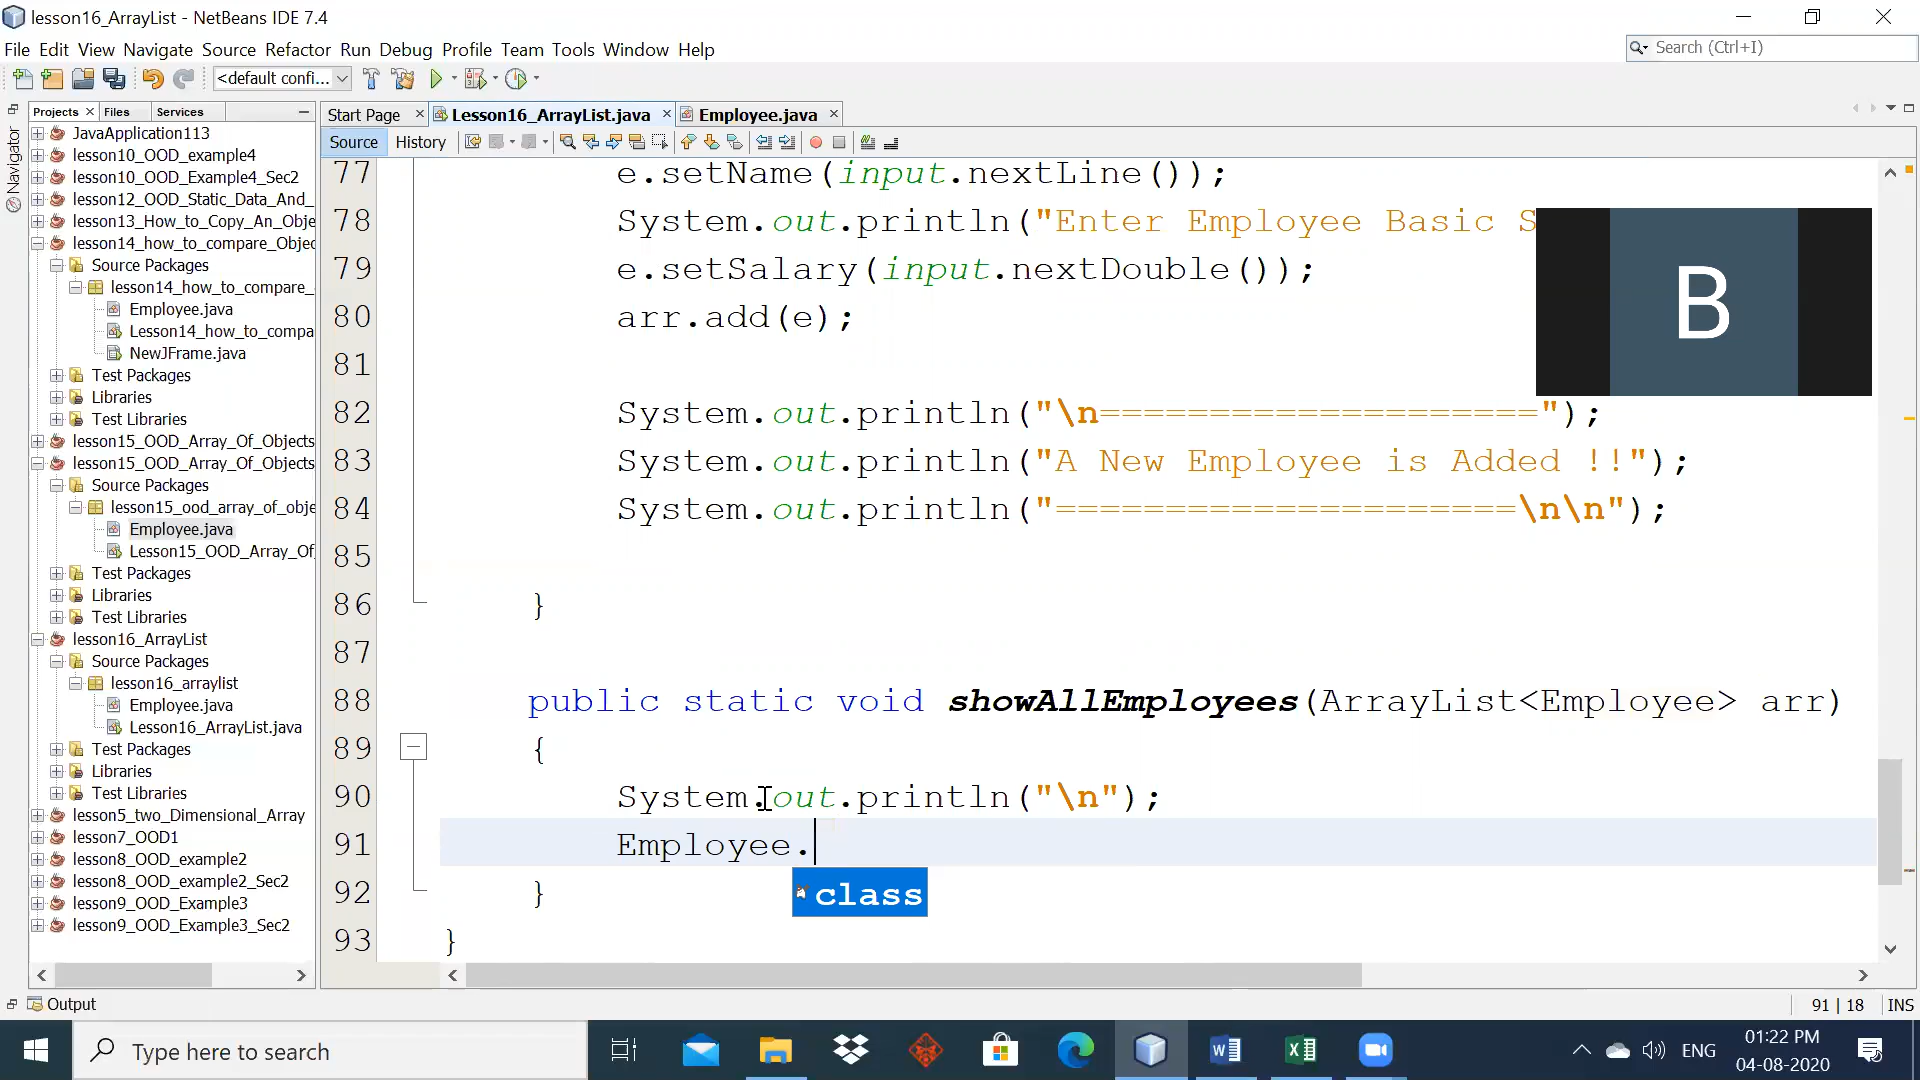 lesson16_ArrayList - NetBeans IDE 7.4
File Edit View Navigate Source Refactor Run Debug Profile Team Tools Window Help
Search (Ctrl+I)
<default confi...
Projects Files Services
Start Page Lesson16_ArrayList.java Employee.java
Source History
Navigator
JavaApplication113
lesson10_OOD_example4
lesson10_OOD_Example4_Sec2
lesson12_OOD_Static_Data_And_
lesson13_How_to_Copy_An_Obje
lesson14_how_to_compare_Objec
Source Packages
lesson14_how_to_compare_
Employee.java
Lesson14_how_to_compa
NewJFrame.java
Test Packages
Libraries
Test Libraries
lesson15_OOD_Array_Of_Objects
lesson15_OOD_Array_Of_Objects
Source Packages
lesson15_ood_array_of_obje
Employee.java
Lesson15_OOD_Array_Of
Test Packages
Libraries
Test Libraries
lesson16_ArrayList
Source Packages
lesson16_arraylist
Employee.java
Lesson16_ArrayList.java
Test Packages
Libraries
Test Libraries
lesson5_two_Dimensional_Array
lesson7_OOD1
lesson8_OOD_example2
lesson8_OOD_example2_Sec2
lesson9_OOD_Example3
lesson9_OOD_Example3_Sec2
77 e.setName(input.nextLine());
78 System.out.println("Enter Employee Basic S
79 e.setSalary(input.nextDouble());
80 arr.add(e);
81
82 System.out.println("\n====================");
83 System.out.println("A New Employee is Added !!");
84 System.out.println("=====================\n\n");
85
86 }
87
88 public static void showAllEmployees(ArrayList<Employee> arr)
89 {
90 System.out.println("\n");
91 Employee.
class
92 }
93 }
B
Output
91 | 18 INS
Type here to search
ENG
01:22 PM
04-08-2020